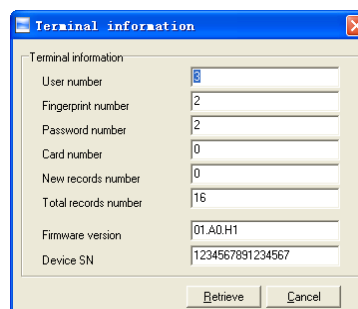 Terminal information
Terminal information
User number 3
Fingerprint number 2
Password number 2
Card number 0
New records number 0
Total records number 16
Firmware version 01.A0.H1
Device SN 1234567891234567
Retrieve Cancel